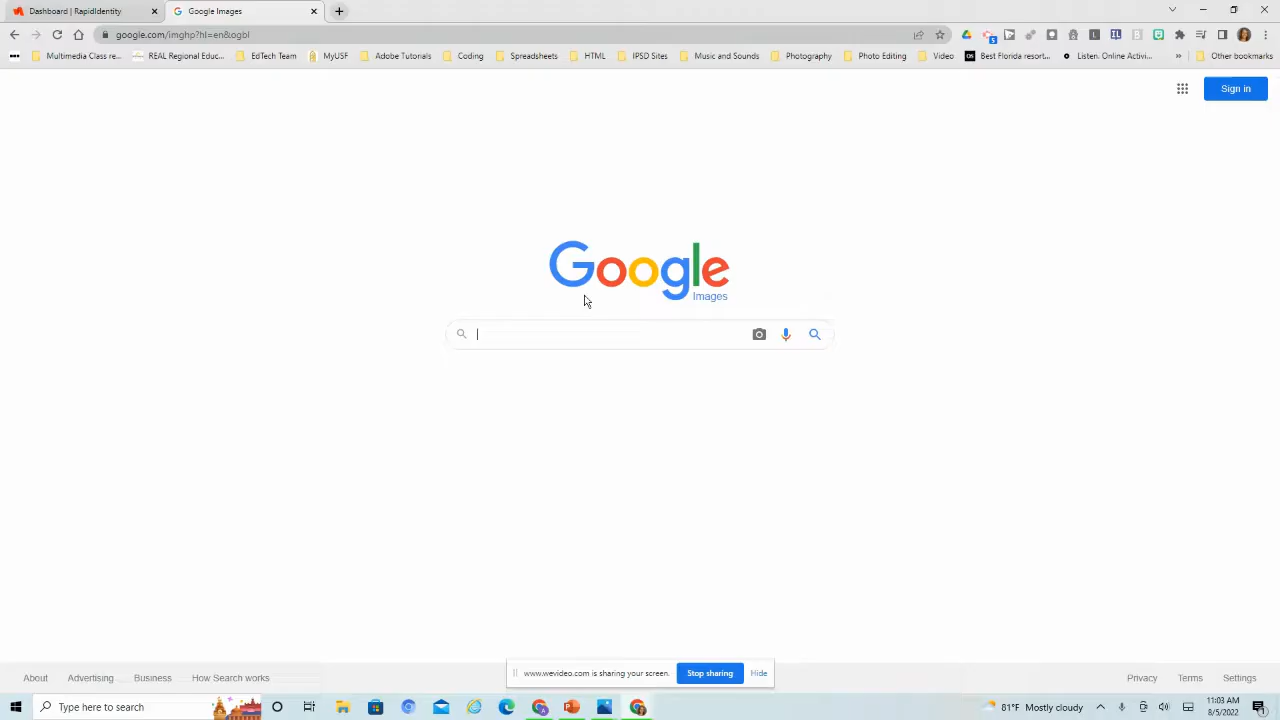 Dashboard | RapidIdentity
Google Images
google.com/imghp?hl=en&ogbl
Multimedia Class re...
REAL Regional Educ...
EdTech Team
MyUSF
Adobe Tutorials
Coding
Spreadsheets
HTML
IPSD Sites
Music and Sounds
Photography
Photo Editing
Video
Best Florida resort...
Listen. Online Activi...
»
Other bookmarks
Sign in
Google
Images
About
Advertising
Business
How Search works
www.wevideo.com is sharing your screen.
Stop sharing
Hide
Privacy
Terms
Settings
Type here to search
81°F Mostly cloudy
11:03 AM
8/5/2022